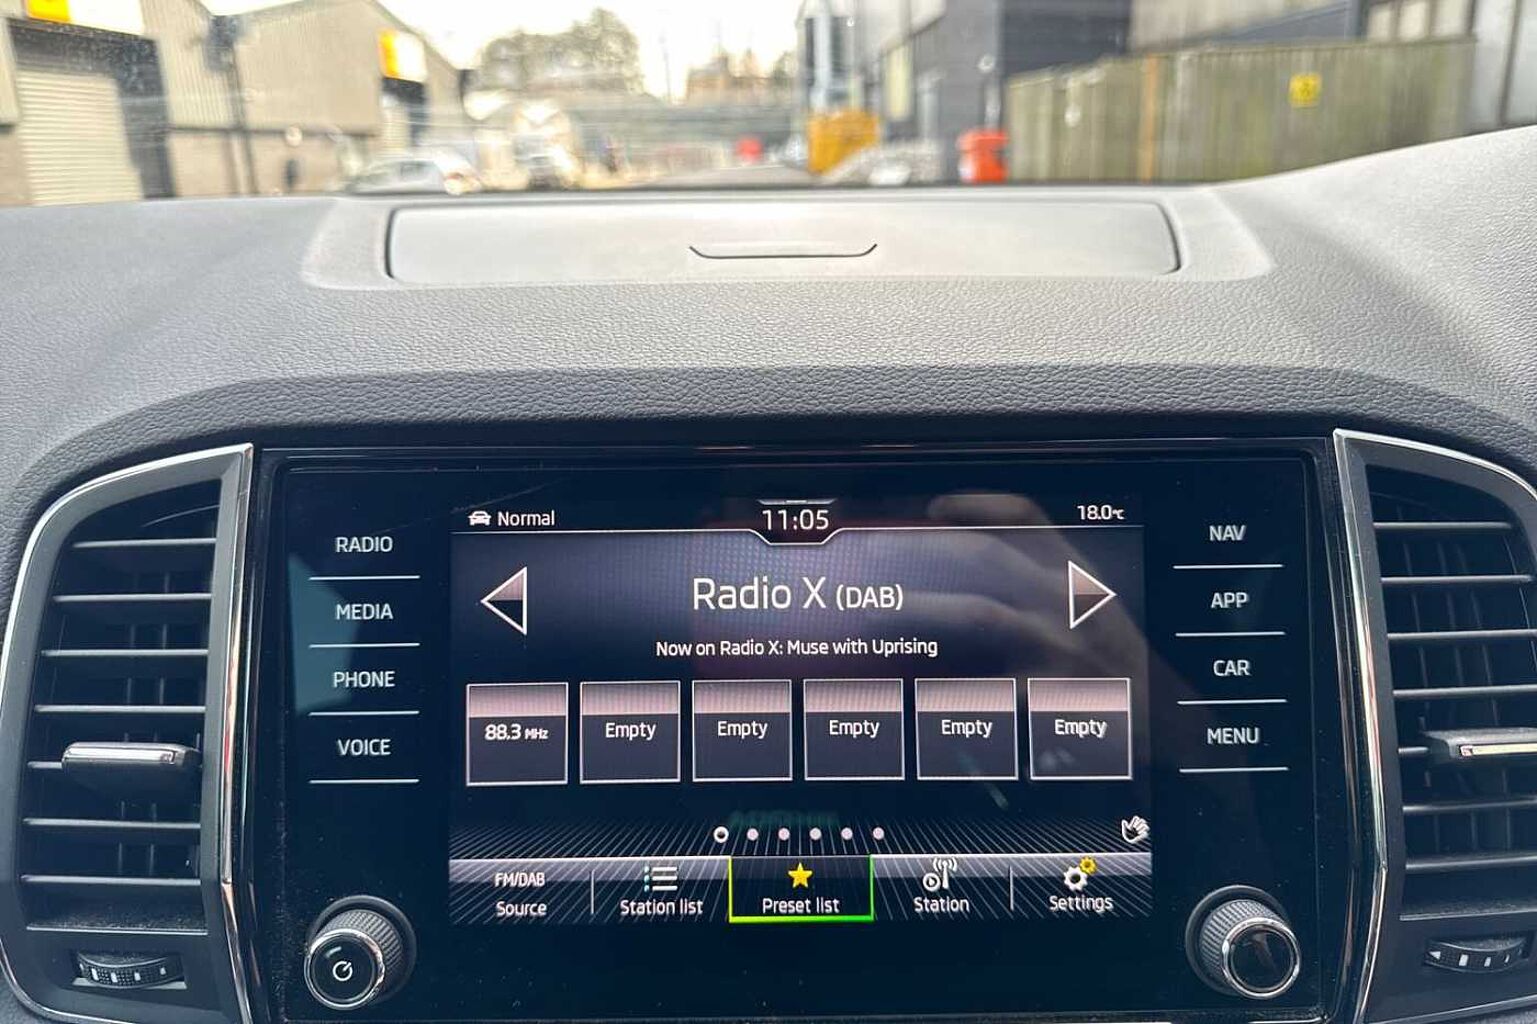 Normal
11:05
18.0°C
RADIO
MEDIA
PHONE
VOICE
Radio X (DAB)
Now on Radio X: Muse with Uprising
88.3 MHz
Empty
Empty
Empty
Empty
Empty
FM/DAB
Source
Station list
Preset list
Station
Settings
NAV
APP
CAR
MENU